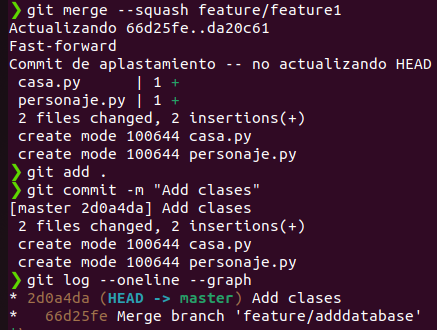 ❯ git merge --squash feature/feature1
Actualizando 66d25fe..da20c61
Fast-forward
Commit de aplastamiento -- no actualizando HEAD
 casa.py      | 1 +
 personaje.py | 1 +
 2 files changed, 2 insertions(+)
 create mode 100644 casa.py
 create mode 100644 personaje.py
❯ git add .
❯ git commit -m "Add clases"
[master 2d0a4da] Add clases
 2 files changed, 2 insertions(+)
 create mode 100644 casa.py
 create mode 100644 personaje.py
❯ git log --oneline --graph
* 2d0a4da (HEAD -> master) Add clases
*   66d25fe Merge branch 'feature/adddatabase'